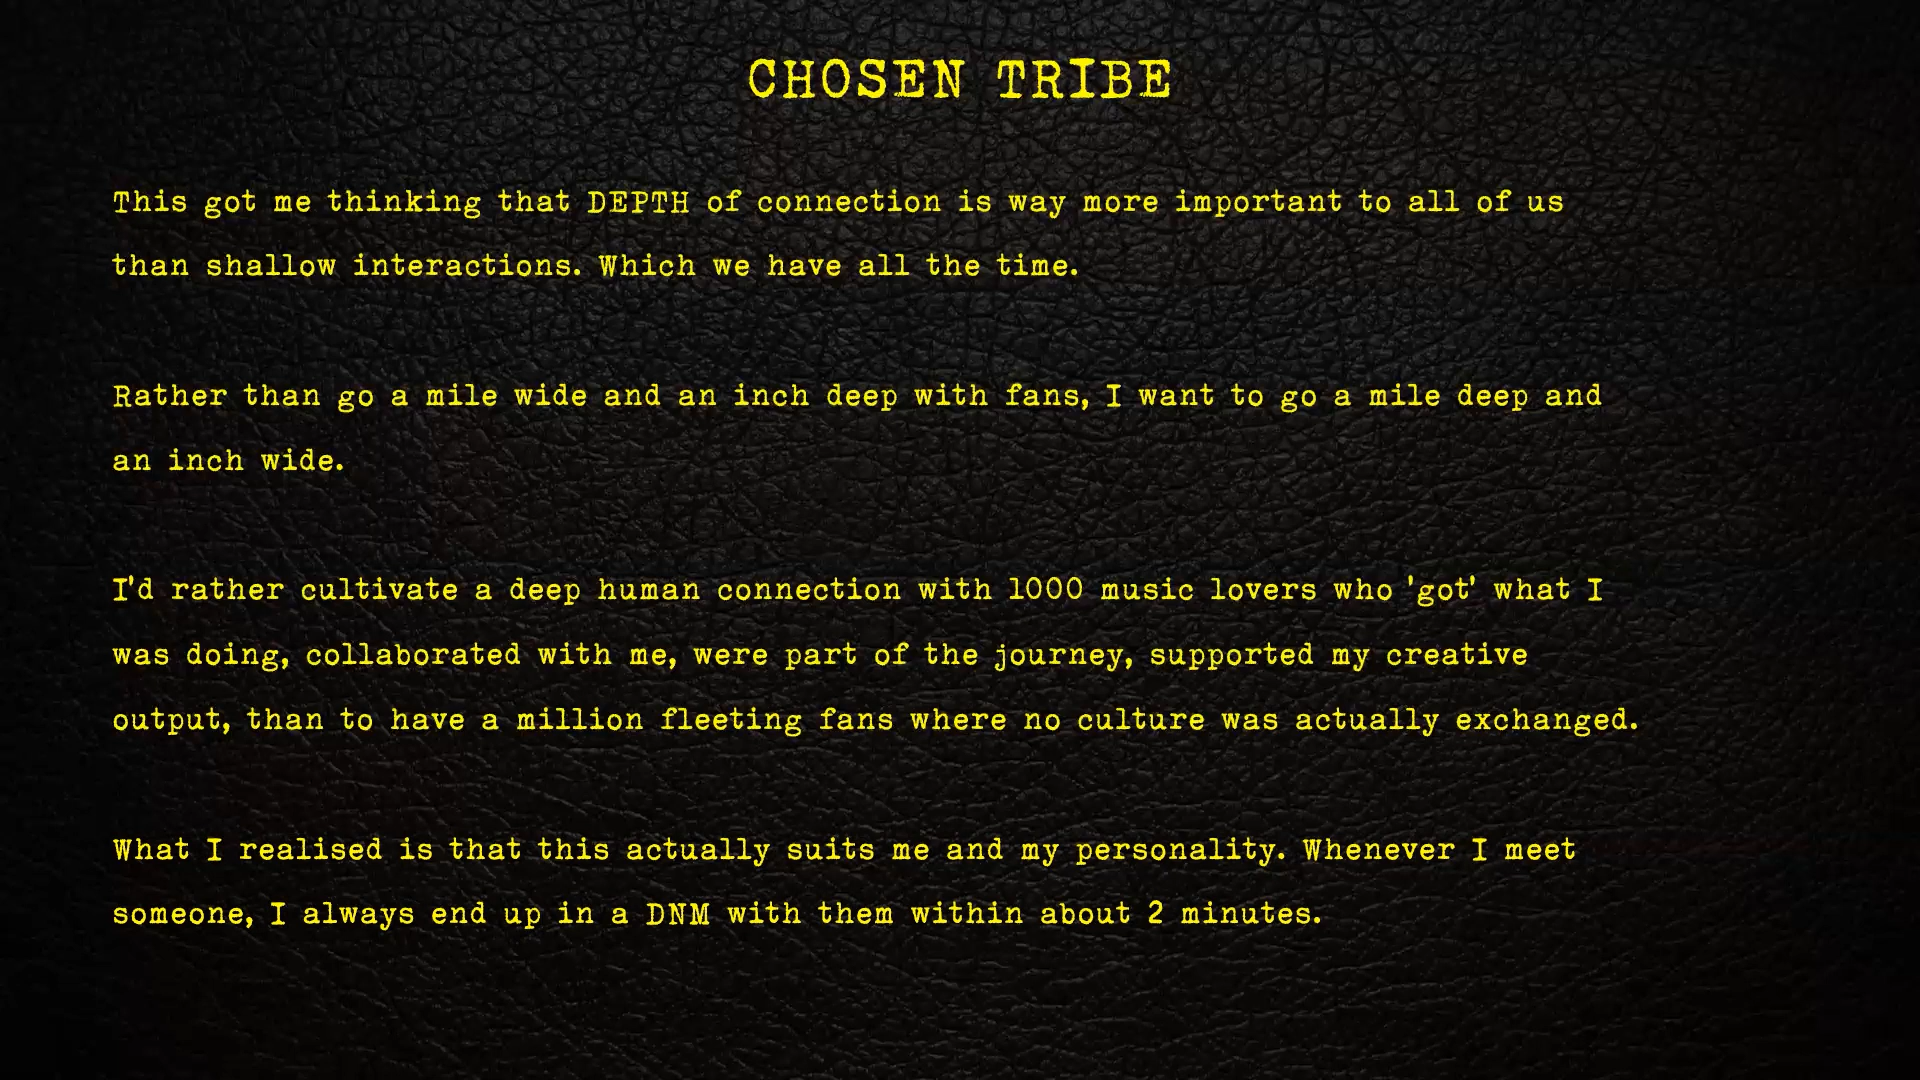 CHOSEN TRIBE
This got me thinking that DEPTH of connection is way more important to all of us
than shallow interactions. Which we have all the time.
Rather than go a mile wide and an inch deep with fans, I want to go a mile deep and
an inch wide.
I'd rather cultivate a deep human connection with 1000 music lovers who 'got' what I
was doing, collaborated with me, were part of the journey, supported my creative
output, than to have a million fleeting fans where no culture was actually exchanged.
What I realised is that this actually suits me and my personality. Whenever I meet
someone, I always end up in a DNM with them within about 2 minutes.